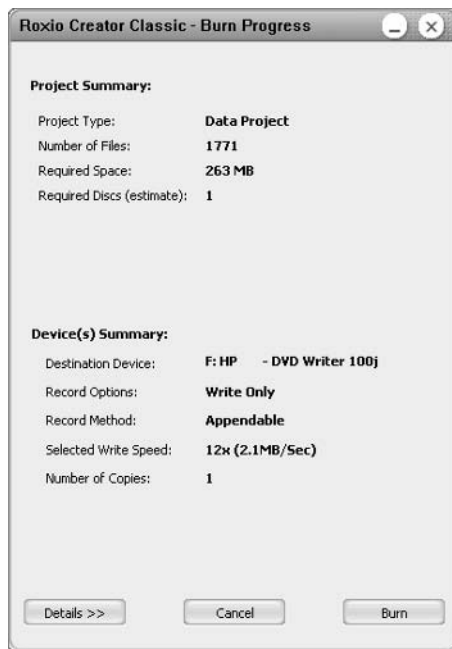 Roxio Creator Classic - Burn Progress
Project Summary:
Project Type: Data Project
Number of Files: 1771
Required Space: 263 MB
Required Discs (estimate): 1
Device(s) Summary:
Destination Device: F: HP - DVD Writer 100j
Record Options: Write Only
Record Method: Appendable
Selected Write Speed: 12x (2.1MB/Sec)
Number of Copies: 1
Details >> Cancel Burn